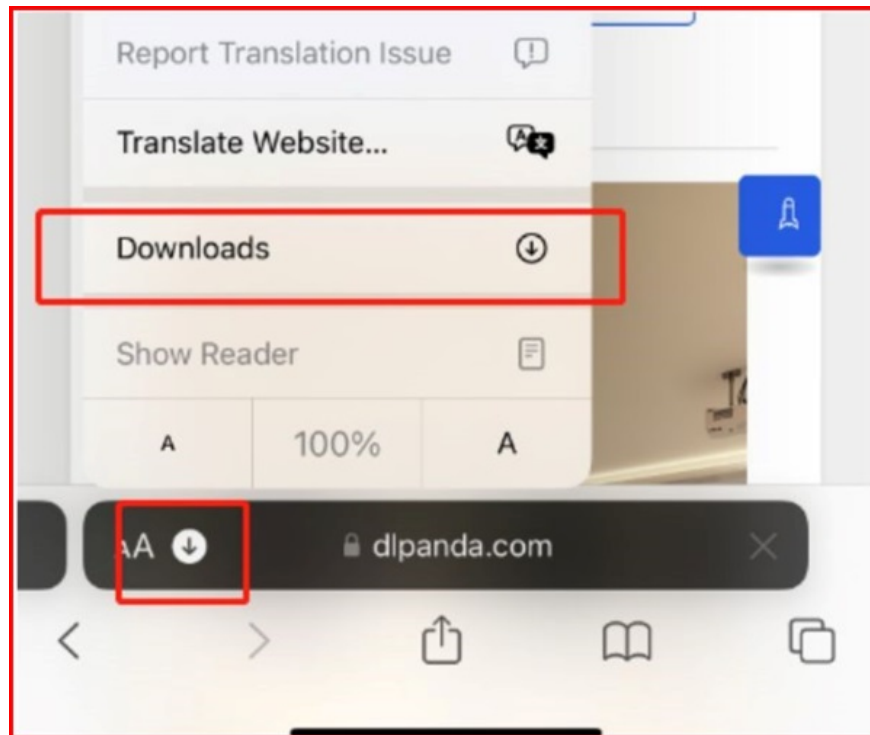 Report Translation Issue
Translate Website...
Downloads
Show Reader
A 100% A
AA dlpanda.com